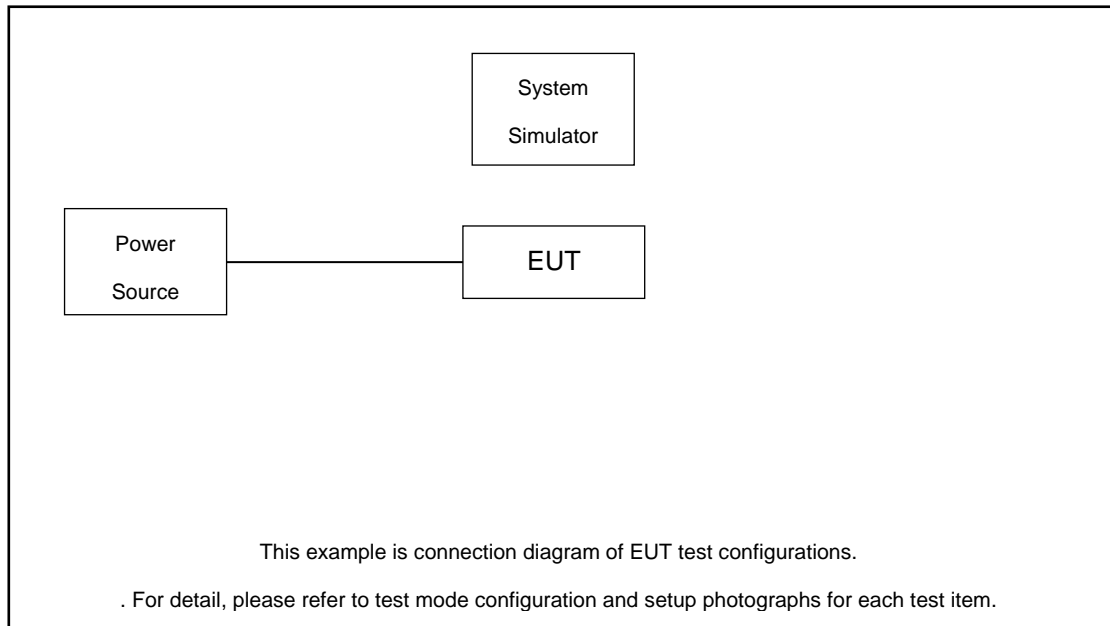 System
Simulator
Power
Source
EUT
This example is connection diagram of EUT test configurations.
. For detail, please refer to test mode configuration and setup photographs for each test item.